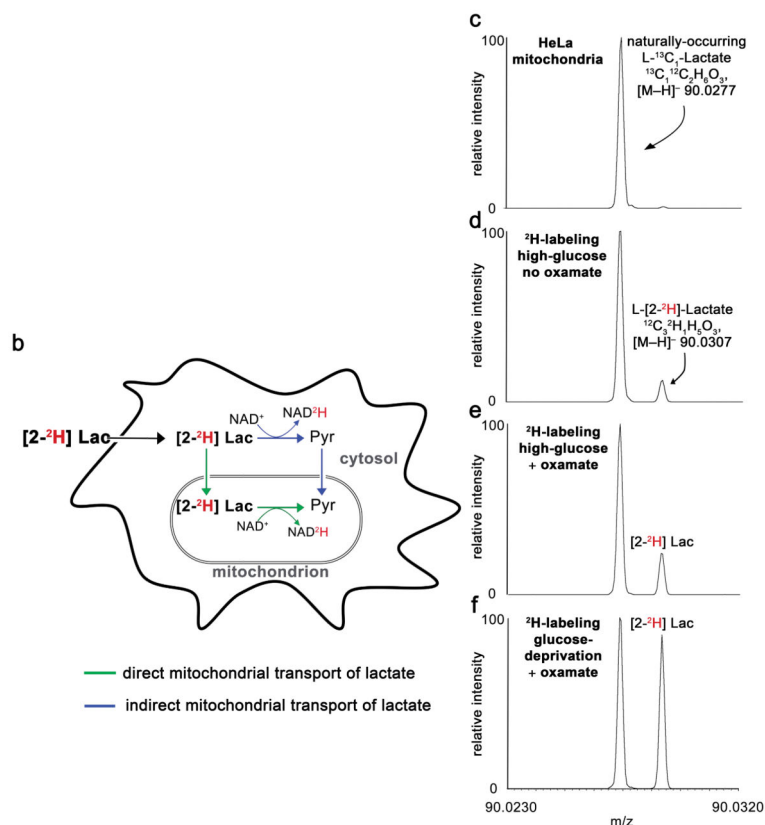 b
[2-²H] Lac
[2-²H] Lac
NAD⁺
NAD²H
Pyr
cytosol
[2-²H] Lac
NAD⁺
NAD²H
Pyr
mitochondrion
direct mitochondrial transport of lactate
indirect mitochondrial transport of lactate
c
relative intensity
100
0
HeLa
mitochondria
naturally-occurring
L-¹³C₁-Lactate
¹³C₁¹²C₂H₆O₃,
[M–H]⁻ 90.0277
d
relative intensity
100
0
²H-labeling
high-glucose
no oxamate
L-[2-²H]-Lactate
¹²C₃²H₁H₅O₃,
[M–H]⁻ 90.0307
e
relative intensity
100
0
²H-labeling
high-glucose
+ oxamate
[2-²H] Lac
f
relative intensity
100
0
²H-labeling
glucose-
deprivation
+ oxamate
[2-²H] Lac
90.0230
90.0320
m/z